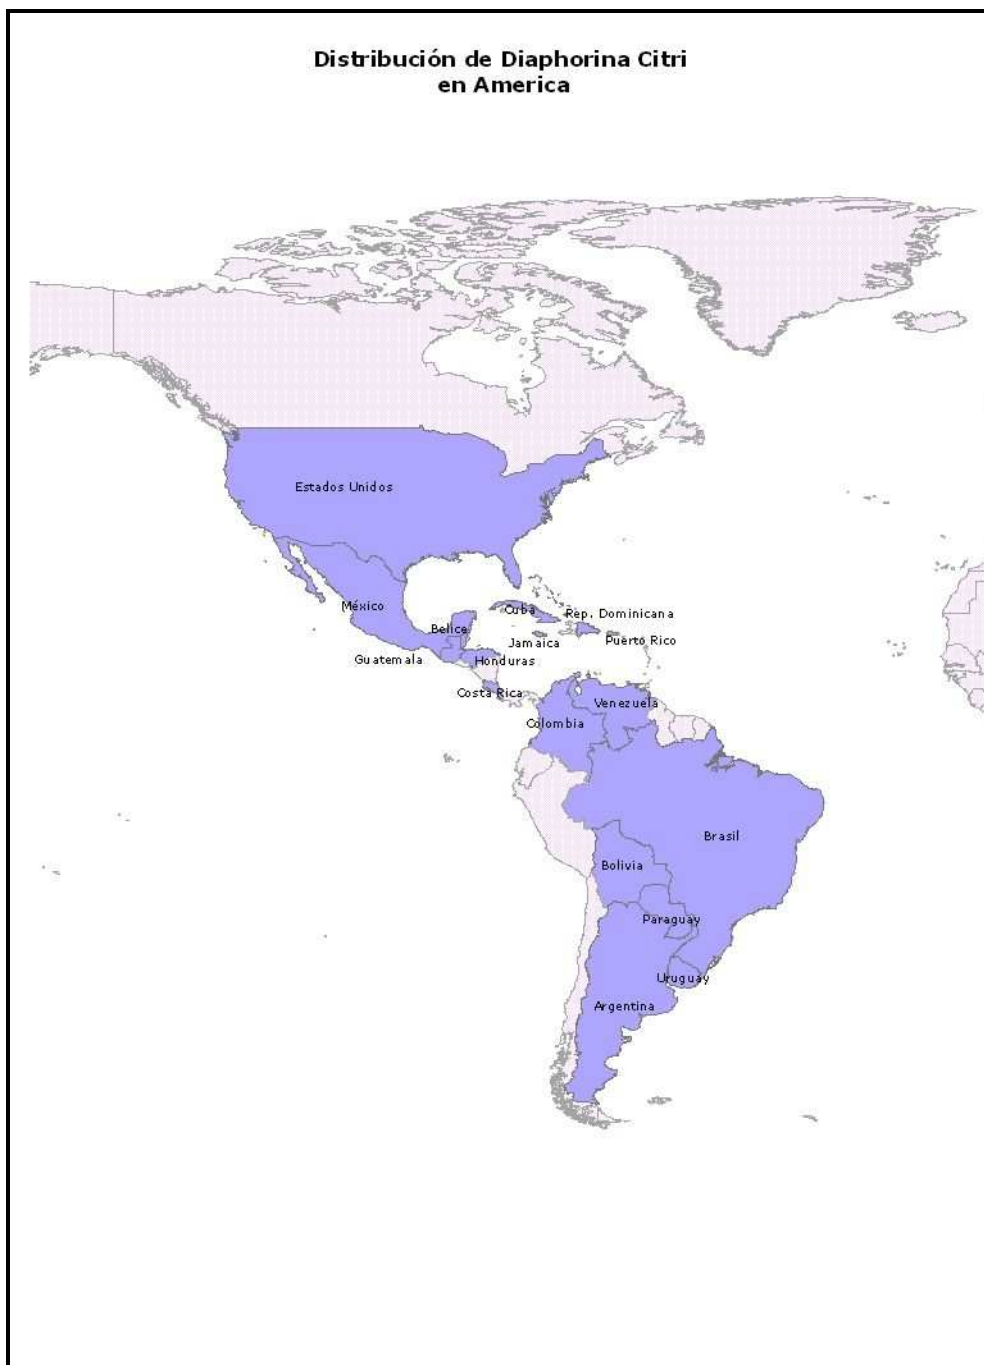 Distribución de Diaphorina Citri
en America
Estados Unidos
México
Cuba
Rep. Dominicana
Belice
Jamaica
Puerto Rico
Guatemala
Honduras
Costa Rica
Venezuela
Colombia
Brasil
Bolivia
Paraguay
Uruguay
Argentina